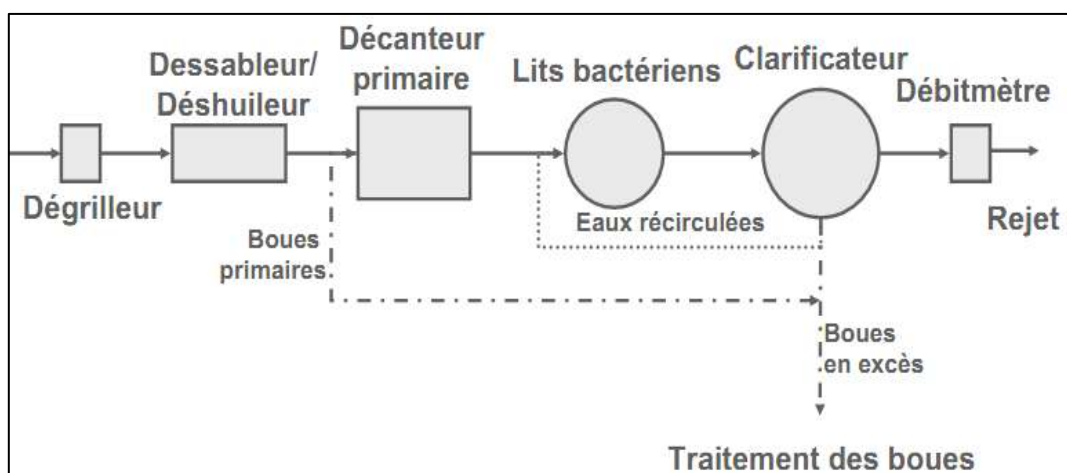 Décanteur
primaire
Dessableur/
Déshuileur
Lits bactériens
Clarificateur
Débitmètre
Dégrilleur
Eaux récirculées
Rejet
Boues
primaires
Boues
en excès
Traitement des boues